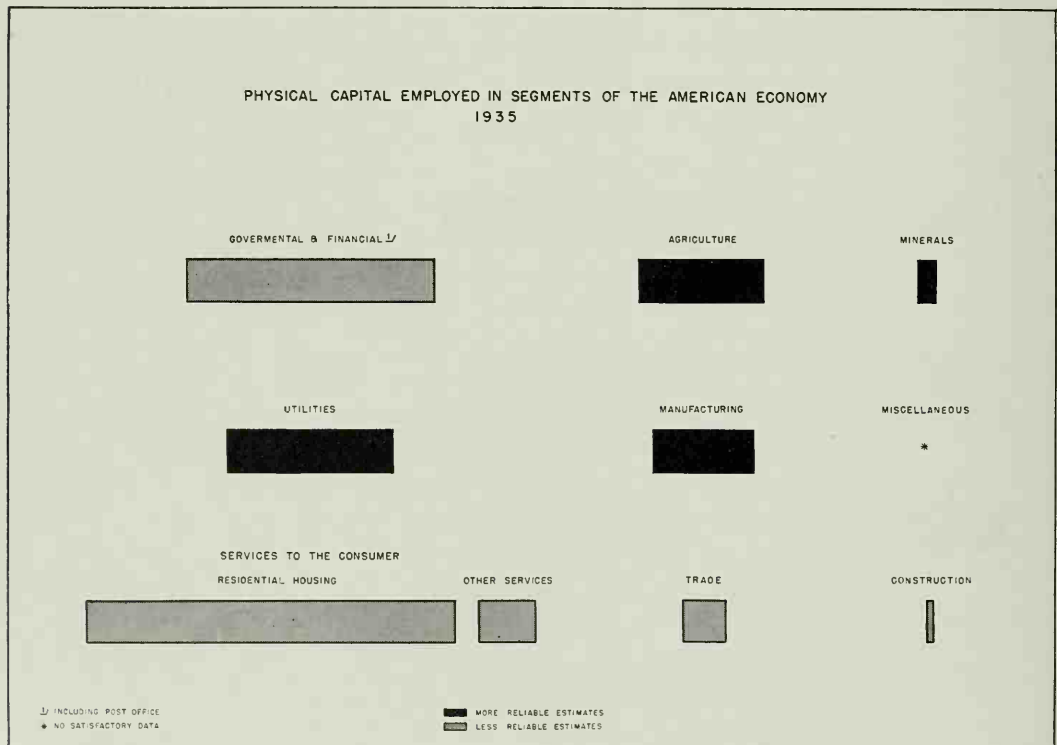 PHYSICAL CAPITAL EMPLOYED IN SEGMENTS OF THE AMERICAN ECONOMY
1935
GOVERMENTAL & FINANCIAL 1/
AGRICULTURE
MINERALS
UTILITIES
MANUFACTURING
MISCELLANEOUS
*
SERVICES TO THE CONSUMER
RESIDENTIAL HOUSING
OTHER SERVICES
TRADE
CONSTRUCTION
1/ INCLUDING POST OFFICE
* NO SATISFACTORY DATA
MORE RELIABLE ESTIMATES
LESS RELIABLE ESTIMATES